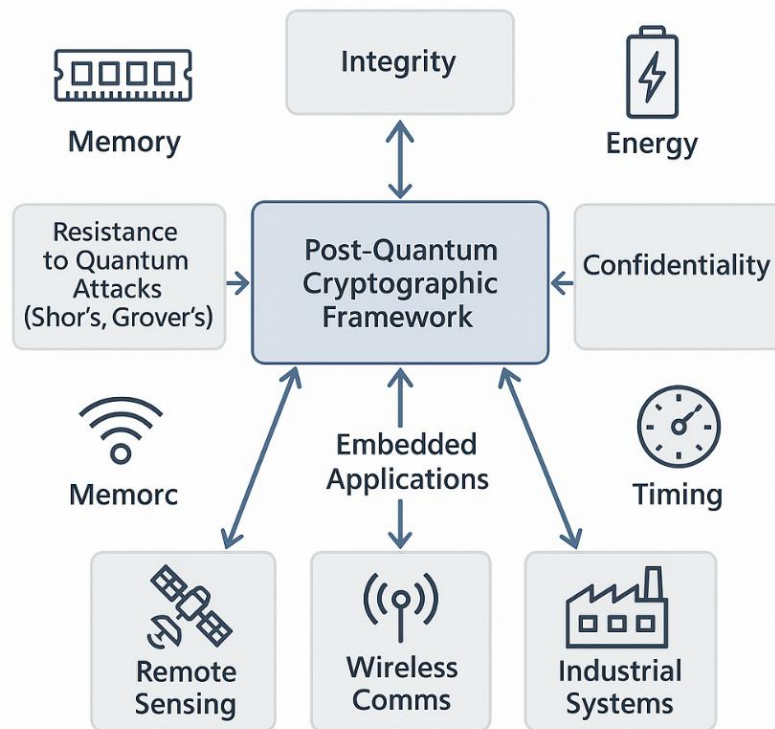 Integrity
Memory
Energy
Resistance
to Quantum
Attacks
(Shor's, Grover's)
Post-Quantum
Cryptographic
Framework
Confidentiality
Memorc
Embedded
Applications
Timing
Remote
Sensing
Wireless
Comms
Industrial
Systems